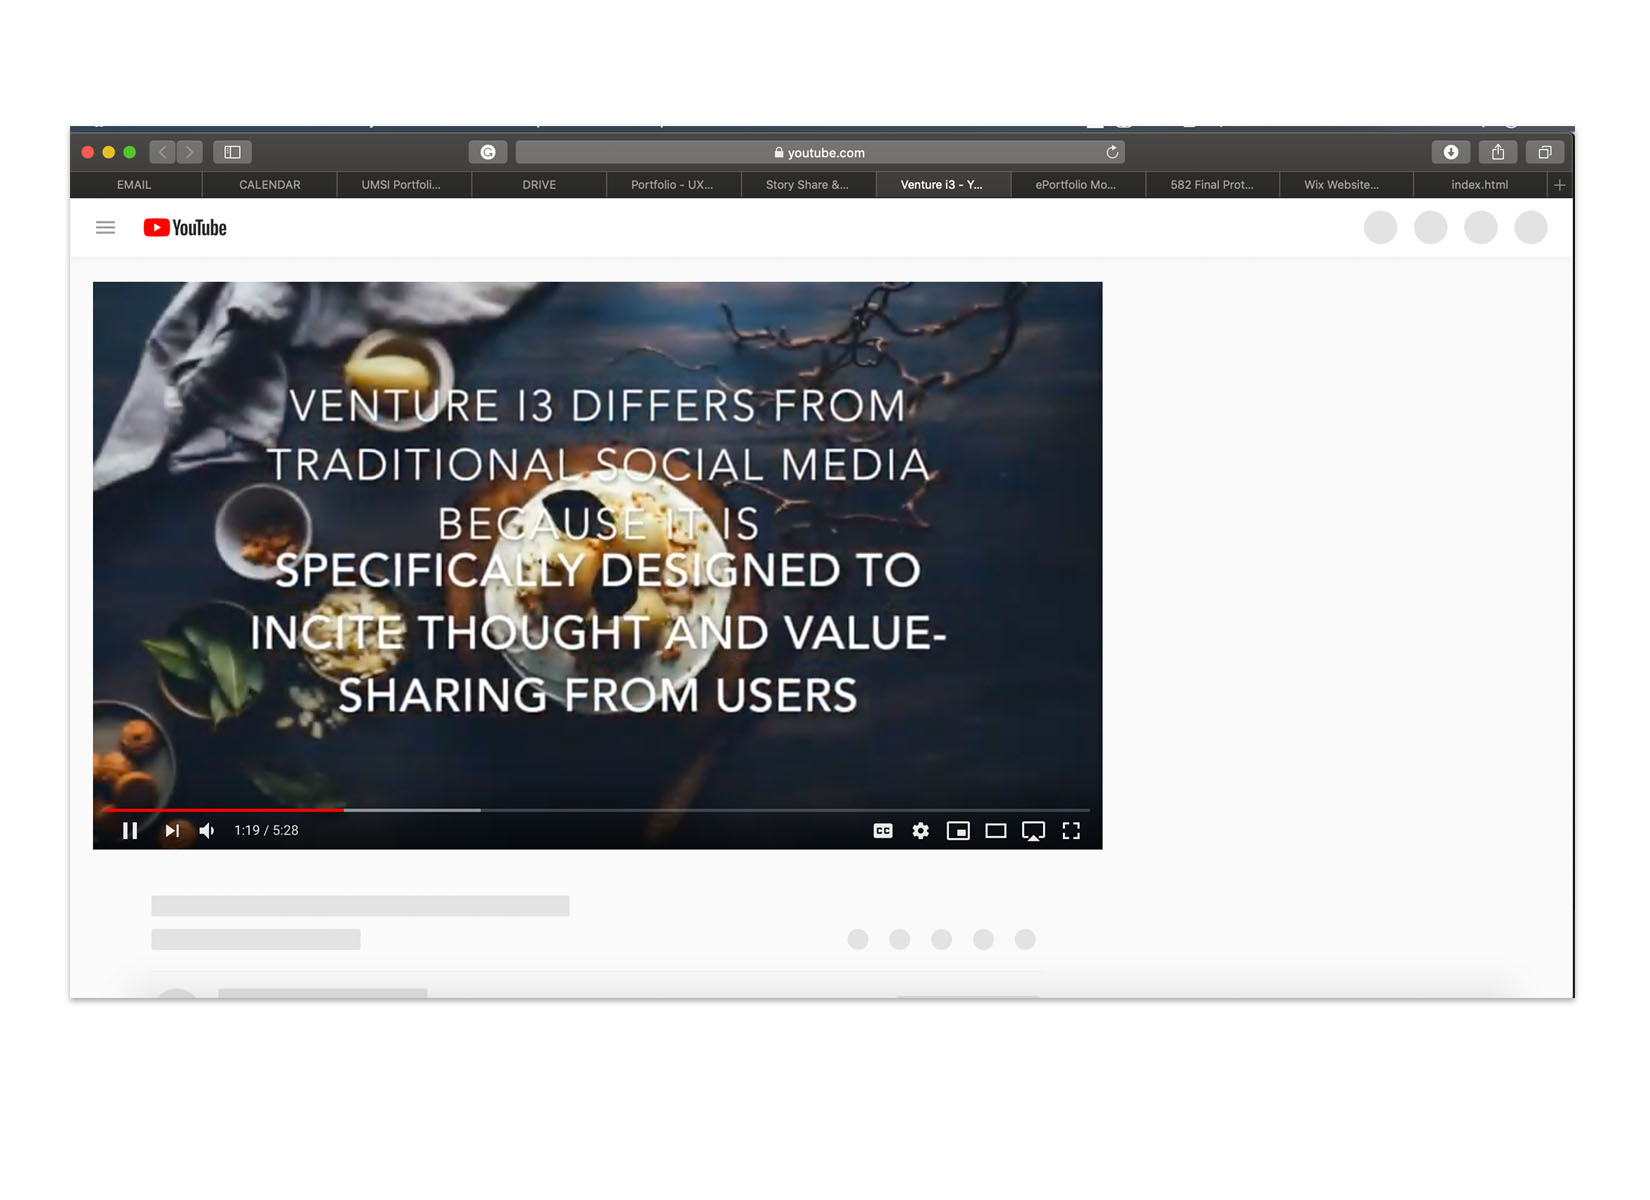 youtube.com
EMAIL
CALENDAR
UMSI Portfoli...
DRIVE
Portfolio - UX...
Story Share &...
Venture i3 - Y...
ePortfolio Mo...
582 Final Prot...
Wix Website...
index.html
YouTube
VENTURE I3 DIFFERS FROM
TRADITIONAL SOCIAL MEDIA
BECAUSE IT IS
SPECIFICALLY DESIGNED TO
INCITE THOUGHT AND VALUE-
SHARING FROM USERS
1:19 / 5:28
CC